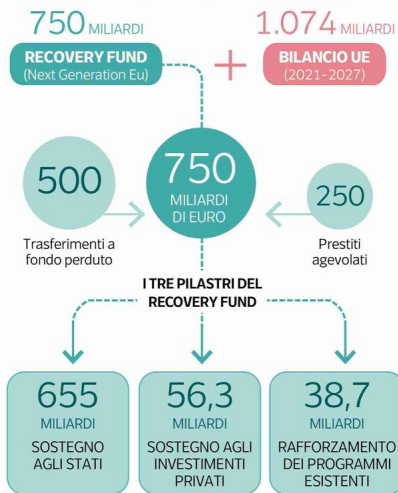 750 MILIARDI
RECOVERY FUND
(Next Generation Eu)
+
1.074 MILIARDI
BILANCIO UE
(2021-2027)
500
Trasferimenti a
fondo perduto
750
MILIARDI
DI EURO
250
Prestiti
agevolati
I TRE PILASTRI DEL
RECOVERY FUND
655
MILIARDI
SOSTEGNO
AGLI STATI
56,3
MILIARDI
SOSTEGNO AGLI
INVESTIMENTI
PRIVATI
38,7
MILIARDI
RAFFORZAMENTO
DEI PROGRAMMI
ESISTENTI